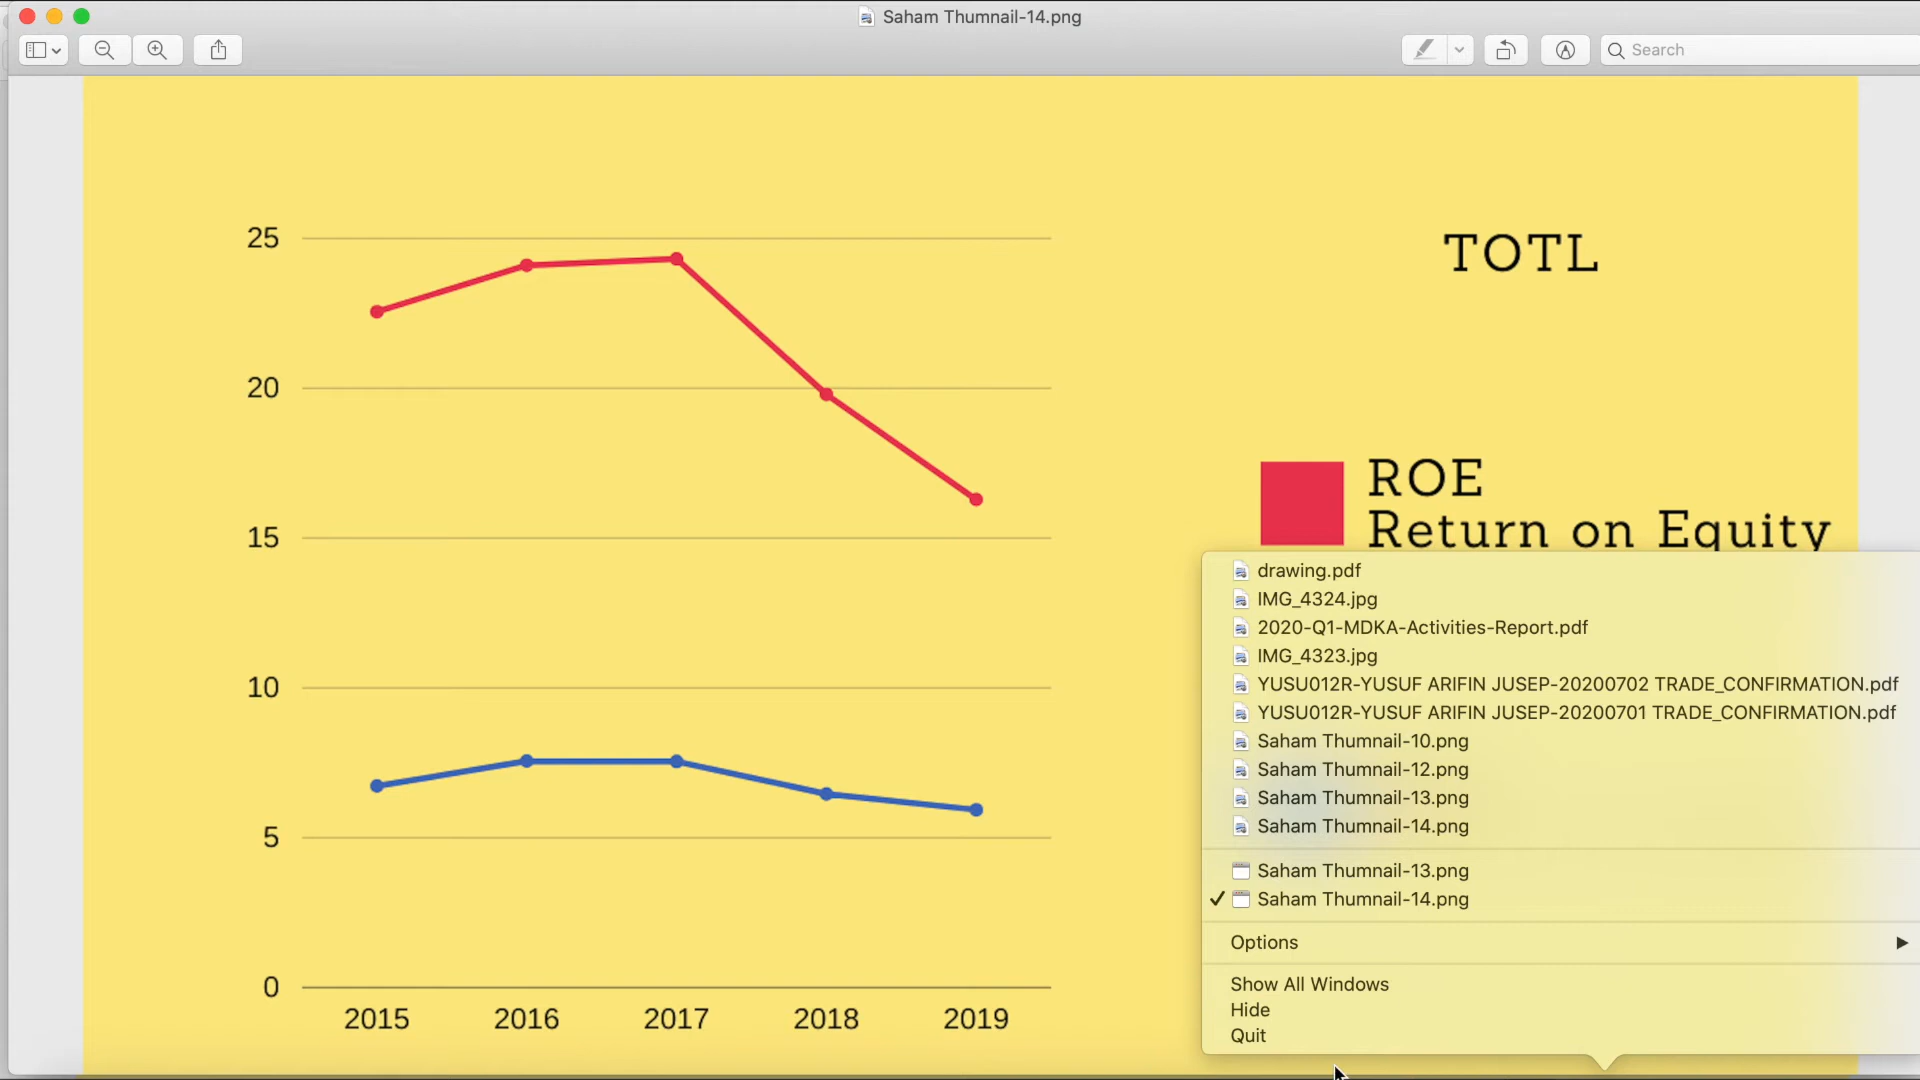 Saham Thumnail-14.png
Search
TOTL
25
20
15
10
5
0
2015 2016 2017 2018 2019
ROE
Return on Equity
drawing.pdf
IMG_4324.jpg
2020-Q1-MDKA-Activities-Report.pdf
IMG_4323.jpg
YUSU012R-YUSUF ARIFIN JUSEP-20200702 TRADE_CONFIRMATION.pdf
YUSU012R-YUSUF ARIFIN JUSEP-20200701 TRADE_CONFIRMATION.pdf
Saham Thumnail-10.png
Saham Thumnail-12.png
Saham Thumnail-13.png
Saham Thumnail-14.png
Saham Thumnail-13.png
Saham Thumnail-14.png
Options
Show All Windows
Hide
Quit